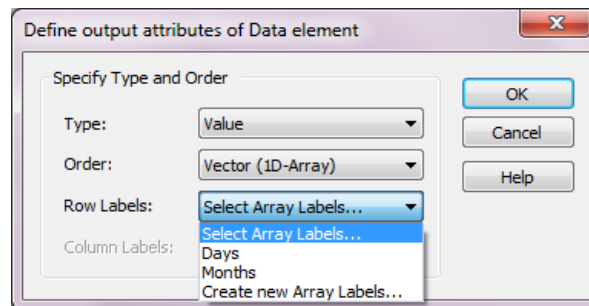 Define output attributes of Data element
Specify Type and Order
Type:
Value
Order:
Vector (1D-Array)
Row Labels:
Select Array Labels...
Column Labels:
Select Array Labels...
Days
Months
Create new Array Labels...
OK
Cancel
Help